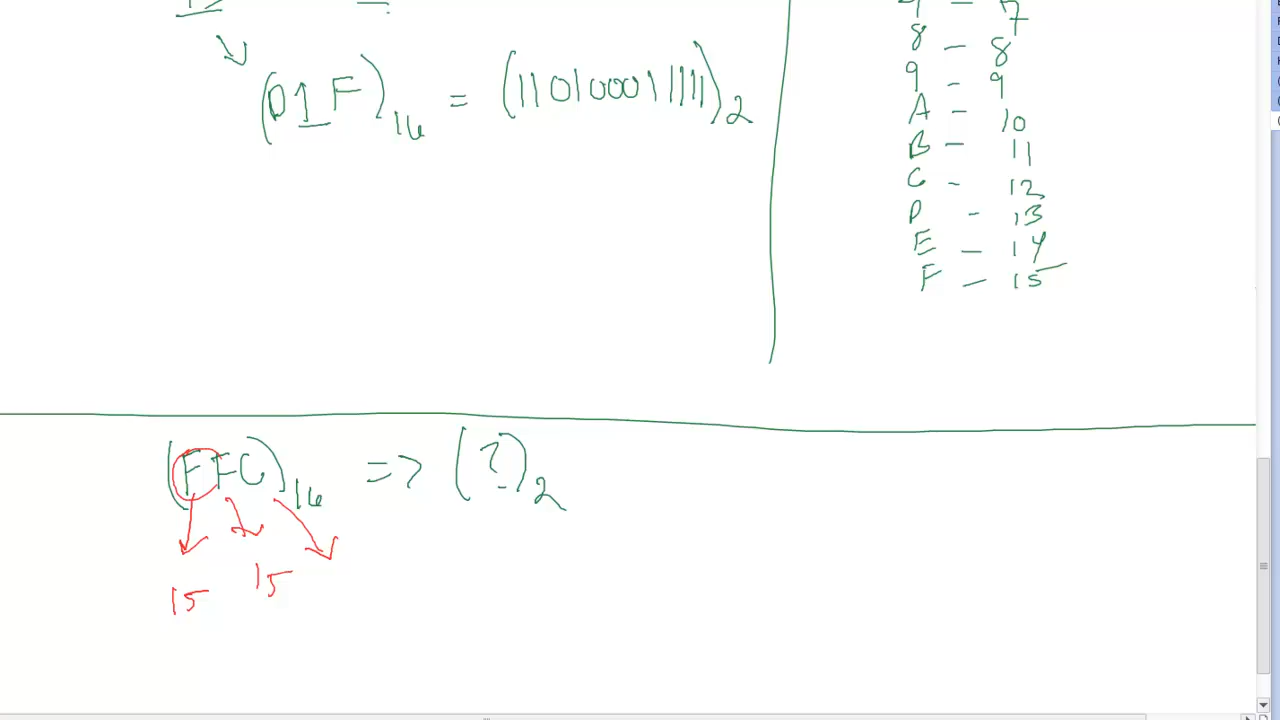 (D1F)16 = (110100011111)2
7
8 - 8
9 - 9
A - 10
B - 11
C - 12
D - 13
E - 14
F - 15
(FFC)16 => (?)2
15 15